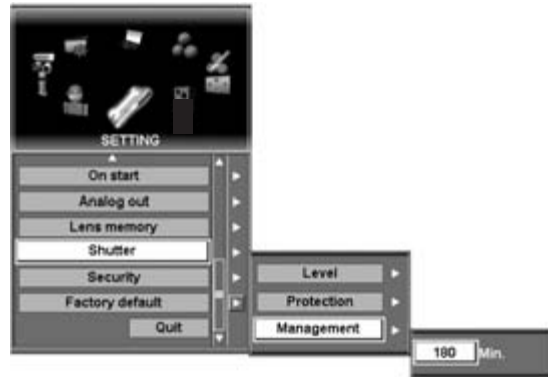 SETTING
On start
Analog out
Lens memory
Shutter
Security
Factory default
Quit
Level
Protection
Management
180 Min.